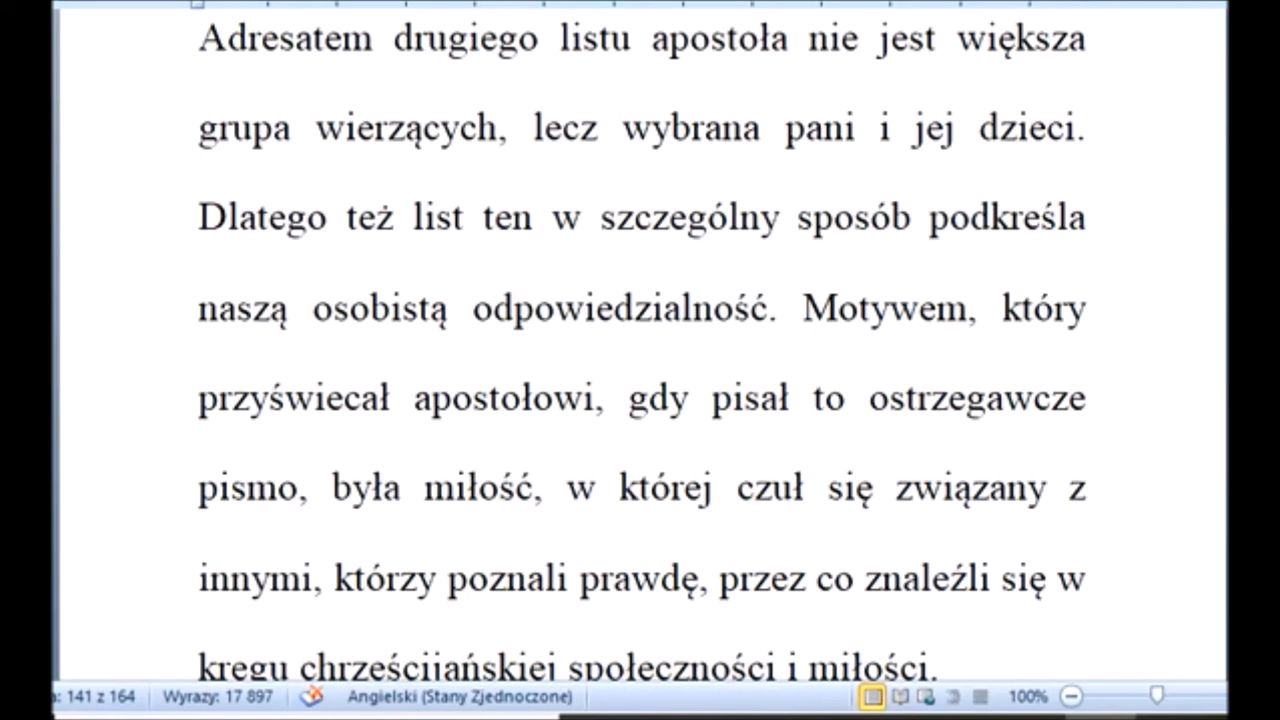 Adresatem drugiego listu apostoła nie jest większa
grupa wierzących, lecz wybrana pani i jej dzieci.
Dlatego też list ten w szczególny sposób podkreśla
naszą osobistą odpowiedzialność. Motywem, który
przyświecał apostołowi, gdy pisał to ostrzegawcze
pismo, była miłość, w której czuł się związany z
innymi, którzy poznali prawdę, przez co znaleźli się w
kręgu chrześcijańskiej społeczności i miłości.
: 141 z 164 Wyrazy: 17 897 Angielski (Stany Zjednoczone) 100%